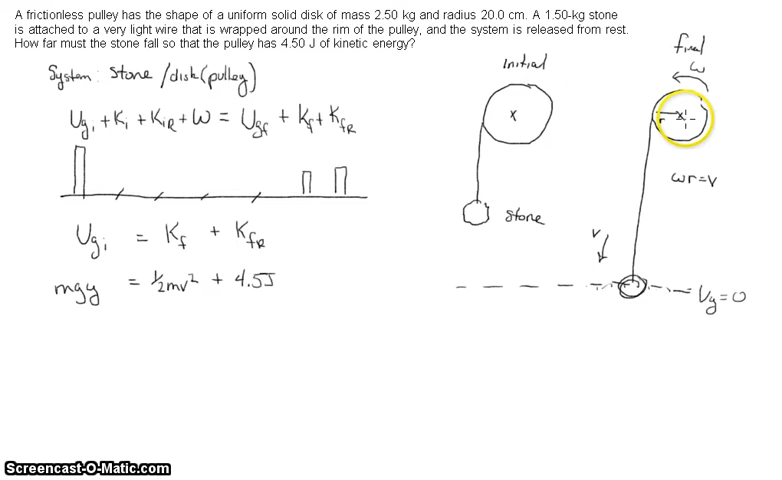 A frictionless pulley has the shape of a uniform solid disk of mass 2.50 kg and radius 20.0 cm. A 1.50-kg stone
is attached to a very light wire that is wrapped around the rim of the pulley, and the system is released from rest.
How far must the stone fall so that the pulley has 4.50 J of kinetic energy?
System: Stone / disk (pulley)
Initial
final
ω
Ugi + Ki + KiR + W = Ugf + Kf + KfR
x
r x
ωr = v
Stone
v
Ugi = Kf + KfR
mgy = ½mv² + 4.5J
Ug = 0
Screencast-O-Matic.com